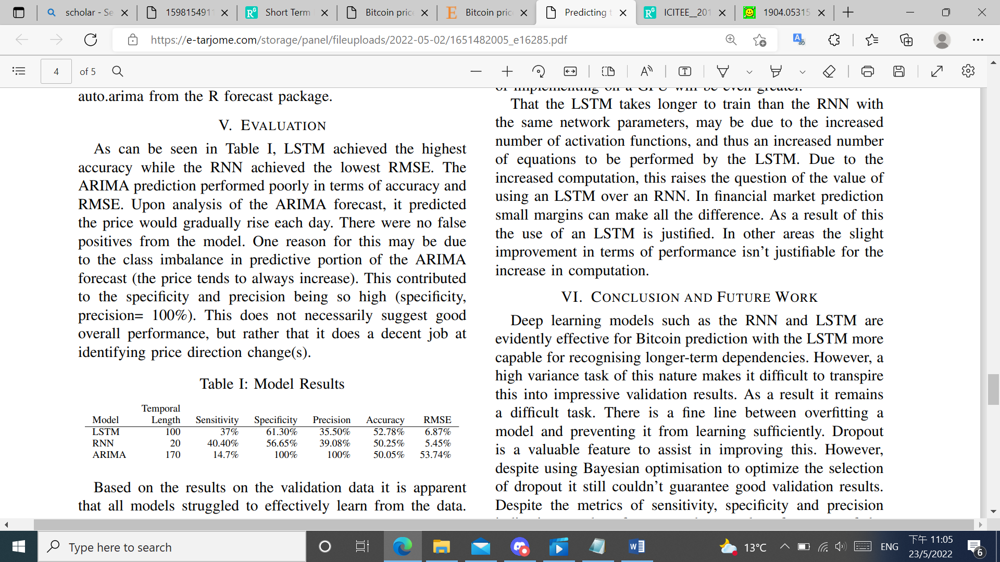 scholar - Se
1598154911
Short Term
Bitcoin pric
Bitcoin pric
Predicting t
ICITEE__201
1904.05315
https://e-tarjome.com/storage/panel/fileuploads/2022-05-02/1651482005_e16285.pdf
4 of 5
auto.arima from the R forecast package.
V. EVALUATION
As can be seen in Table I, LSTM achieved the highest
accuracy while the RNN achieved the lowest RMSE. The
ARIMA prediction performed poorly in terms of accuracy and
RMSE. Upon analysis of the ARIMA forecast, it predicted
the price would gradually rise each day. There were no false
positives from the model. One reason for this may be due
to the class imbalance in predictive portion of the ARIMA
forecast (the price tends to always increase). This contributed
to the specificity and precision being so high (specificity,
precision= 100%). This does not necessarily suggest good
overall performance, but rather that it does a decent job at
identifying price direction change(s).
Table I: Model Results
Temporal
Model Length Sensitivity Specificity Precision Accuracy RMSE
LSTM 100 37% 61.30% 35.50% 52.78% 6.87%
RNN 20 40.40% 56.65% 39.08% 50.25% 5.45%
ARIMA 170 14.7% 100% 100% 50.05% 53.74%
Based on the results on the validation data it is apparent
that all models struggled to effectively learn from the data.
of implementing on a GPU will be even greater.
That the LSTM takes longer to train than the RNN with
the same network parameters, may be due to the increased
number of activation functions, and thus an increased number
of equations to be performed by the LSTM. Due to the
increased computation, this raises the question of the value of
using an LSTM over an RNN. In financial market prediction
small margins can make all the difference. As a result of this
the use of an LSTM is justified. In other areas the slight
improvement in terms of performance isn't justifiable for the
increase in computation.
VI. CONCLUSION AND FUTURE WORK
Deep learning models such as the RNN and LSTM are
evidently effective for Bitcoin prediction with the LSTM more
capable for recognising longer-term dependencies. However, a
high variance task of this nature makes it difficult to transpire
this into impressive validation results. As a result it remains
a difficult task. There is a fine line between overfitting a
model and preventing it from learning sufficiently. Dropout
is a valuable feature to assist in improving this. However,
despite using Bayesian optimisation to optimize the selection
of dropout it still couldn't guarantee good validation results.
Despite the metrics of sensitivity, specificity and precision
Type here to search
13°C
ENG
下午 11:05
23/5/2022
6